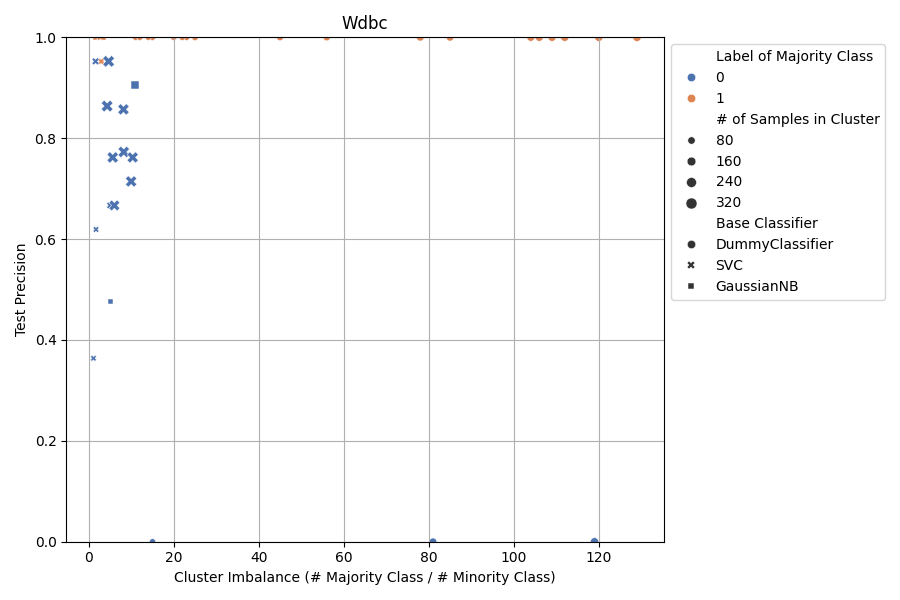 Wdbc
1.0
0.8
0.6
0.4
0.2
0.0
Test Precision
0
20
40
60
80
100
120
Cluster Imbalance (# Majority Class / # Minority Class)
Label of Majority Class
0
1
# of Samples in Cluster
80
160
240
320
Base Classifier
DummyClassifier
SVC
GaussianNB